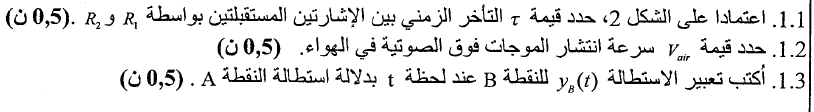 1.1. اعتمادا على الشكل 2، حدد قيمة τ التأخر الزمني بين الإشارتين المستقبلتين بواسطة R₁ و R₂ . (0,5 ن)
1.2. حدد قيمة V_air سرعة انتشار الموجات فوق الصوتية في الهواء. (0,5 ن)
1.3. أكتب تعبير الاستطالة y_B(t) للنقطة B عند لحظة t بدلالة استطالة النقطة A . (0,5 ن)